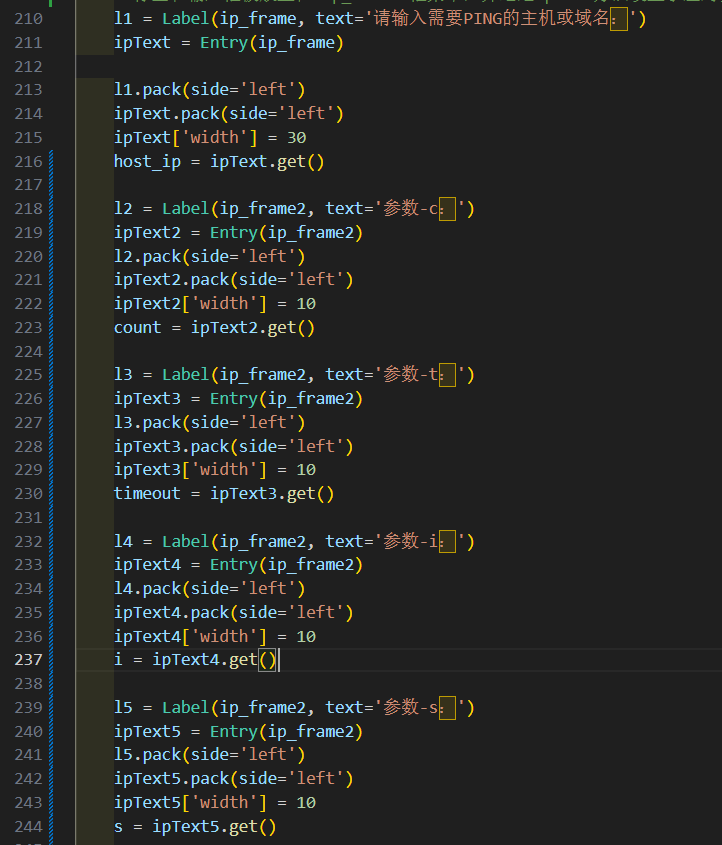 210 l1 = Label(ip_frame, text='请输入需要PING的主机或域名：')
211 ipText = Entry(ip_frame)
212
213 l1.pack(side='left')
214 ipText.pack(side='left')
215 ipText['width'] = 30
216 host_ip = ipText.get()
217
218 l2 = Label(ip_frame2, text='参数-c：')
219 ipText2 = Entry(ip_frame2)
220 l2.pack(side='left')
221 ipText2.pack(side='left')
222 ipText2['width'] = 10
223 count = ipText2.get()
224
225 l3 = Label(ip_frame2, text='参数-t：')
226 ipText3 = Entry(ip_frame2)
227 l3.pack(side='left')
228 ipText3.pack(side='left')
229 ipText3['width'] = 10
230 timeout = ipText3.get()
231
232 l4 = Label(ip_frame2, text='参数-i：')
233 ipText4 = Entry(ip_frame2)
234 l4.pack(side='left')
235 ipText4.pack(side='left')
236 ipText4['width'] = 10
237 i = ipText4.get()
238
239 l5 = Label(ip_frame2, text='参数-s：')
240 ipText5 = Entry(ip_frame2)
241 l5.pack(side='left')
242 ipText5.pack(side='left')
243 ipText5['width'] = 10
244 s = ipText5.get()